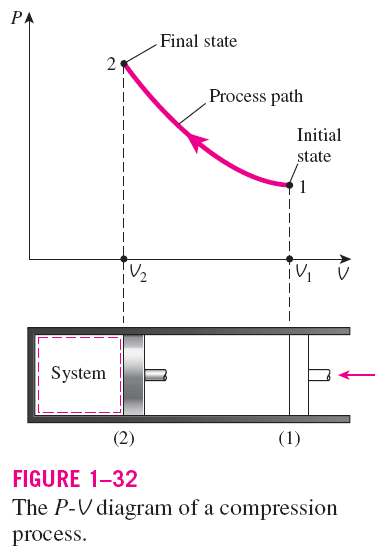 P
Final state
2
Process path
Initial
state
1
V2
V1
V
System
(2)
(1)
FIGURE 1–32
The P-V diagram of a compression
process.